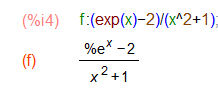 (%i4) f:(exp(x)−2)/(x^2+1);
(f) %e^x −2
x^2 +1